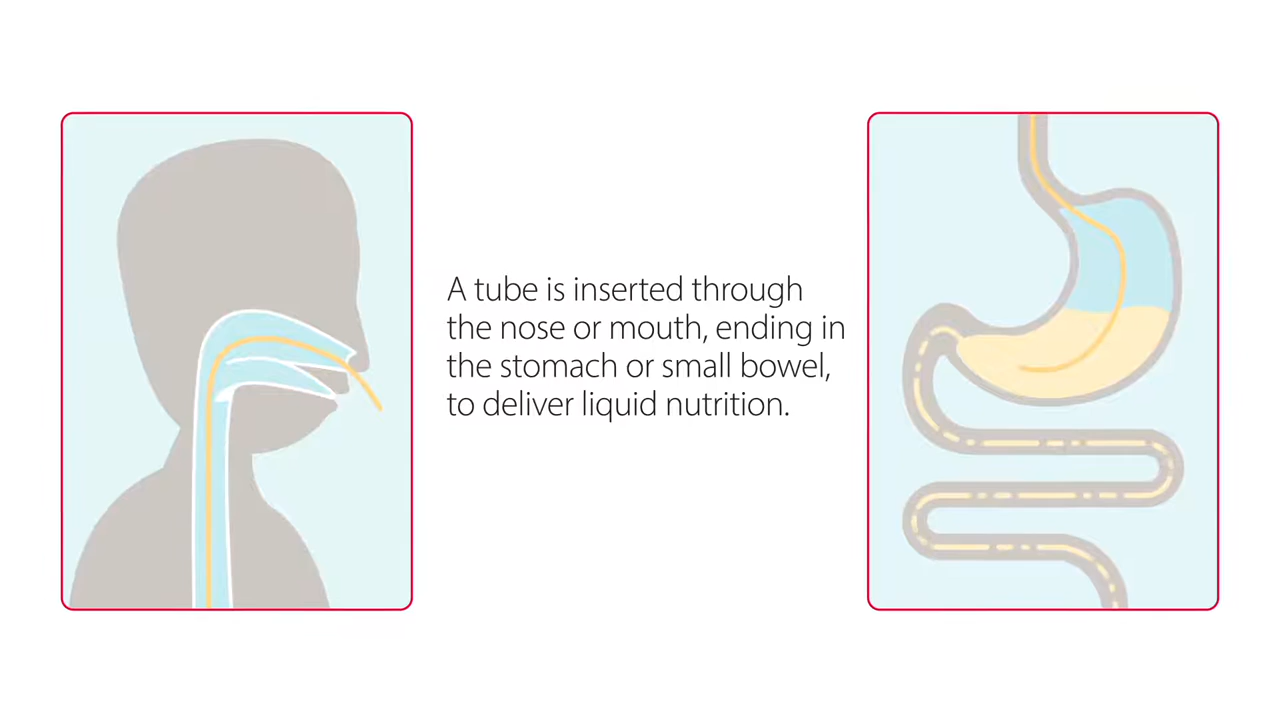 A tube is inserted through
the nose or mouth, ending in
the stomach or small bowel,
to deliver liquid nutrition.